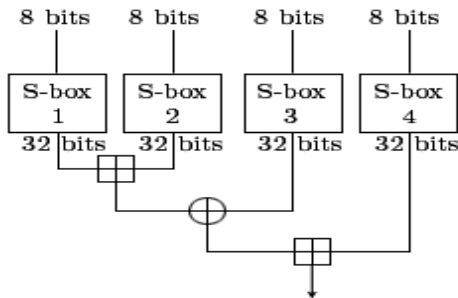 8 bits 8 bits 8 bits 8 bits
S-box S-box S-box S-box
1 2 3 4
32 bits 32 bits 32 bits 32 bits